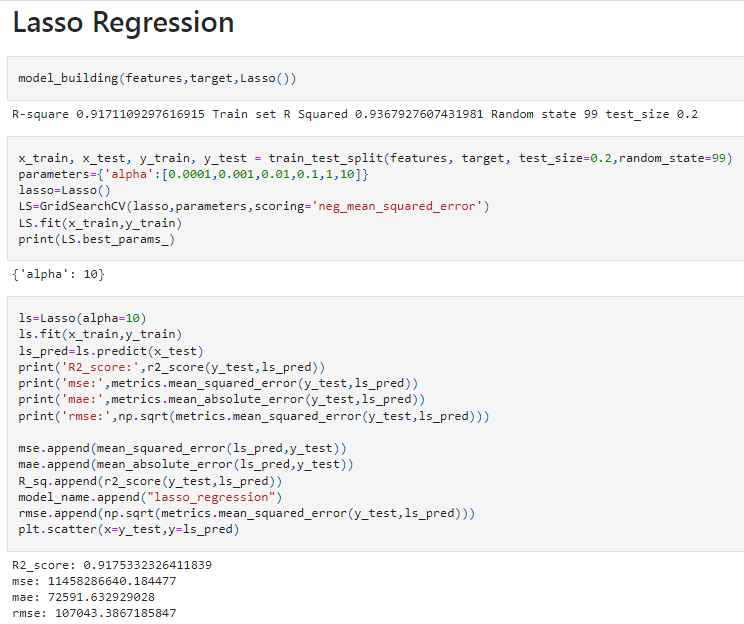 Lasso Regression
model_building(features,target,Lasso())
R-square 0.9171109297616915 Train set R Squared 0.9367927607431981 Random state 99 test_size 0.2
x_train, x_test, y_train, y_test = train_test_split(features, target, test_size=0.2,random_state=99)
parameters={'alpha':[0.0001,0.001,0.01,0.1,1,10]}
lasso=Lasso()
LS=GridSearchCV(lasso,parameters,scoring='neg_mean_squared_error')
LS.fit(x_train,y_train)
print(LS.best_params_)
{'alpha': 10}
ls=Lasso(alpha=10)
ls.fit(x_train,y_train)
ls_pred=ls.predict(x_test)
print('R2_score:',r2_score(y_test,ls_pred))
print('mse:',metrics.mean_squared_error(y_test,ls_pred))
print('mae:',metrics.mean_absolute_error(y_test,ls_pred))
print('rmse:',np.sqrt(metrics.mean_squared_error(y_test,ls_pred)))
mse.append(mean_squared_error(ls_pred,y_test))
mae.append(mean_absolute_error(ls_pred,y_test))
R_sq.append(r2_score(y_test,ls_pred))
model_name.append("lasso_regression")
rmse.append(np.sqrt(metrics.mean_squared_error(y_test,ls_pred)))
plt.scatter(x=y_test,y=ls_pred)
R2_score: 0.9175332326411839
mse: 11458286640.184477
mae: 72591.632929028
rmse: 107043.3867185847